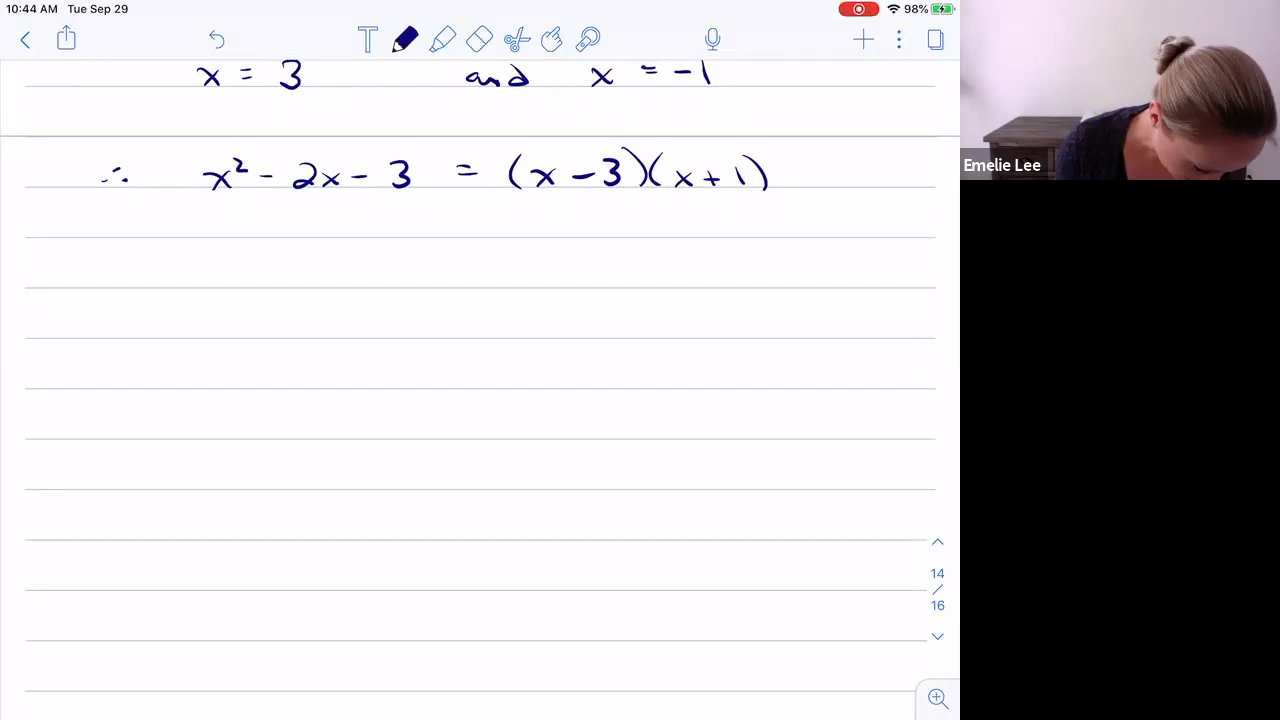 10:44 AM Tue Sep 29 98%
x = 3 and x = -1
∴ x² - 2x - 3 = (x - 3)(x + 1)
Emelie Lee
14
/
16